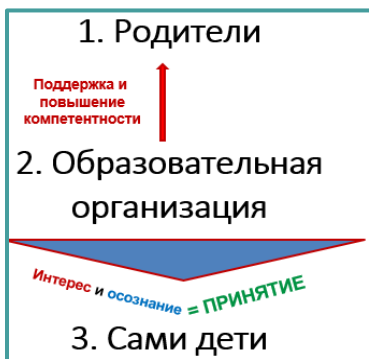 1. Родители
Поддержка и
повышение
компетентности
2. Образовательная
организация
Интерес и осознание = ПРИНЯТИЕ
3. Сами дети